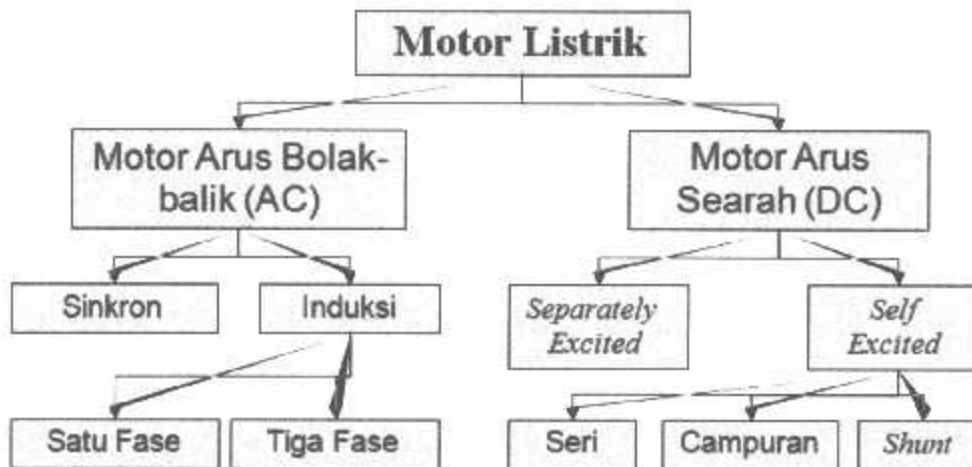 Motor Listrik
Motor Arus Bolak-
balik (AC)
Motor Arus
Searah (DC)
Sinkron
Induksi
Separately
Excited
Self
Excited
Satu Fase
Tiga Fase
Seri
Campuran
Shunt